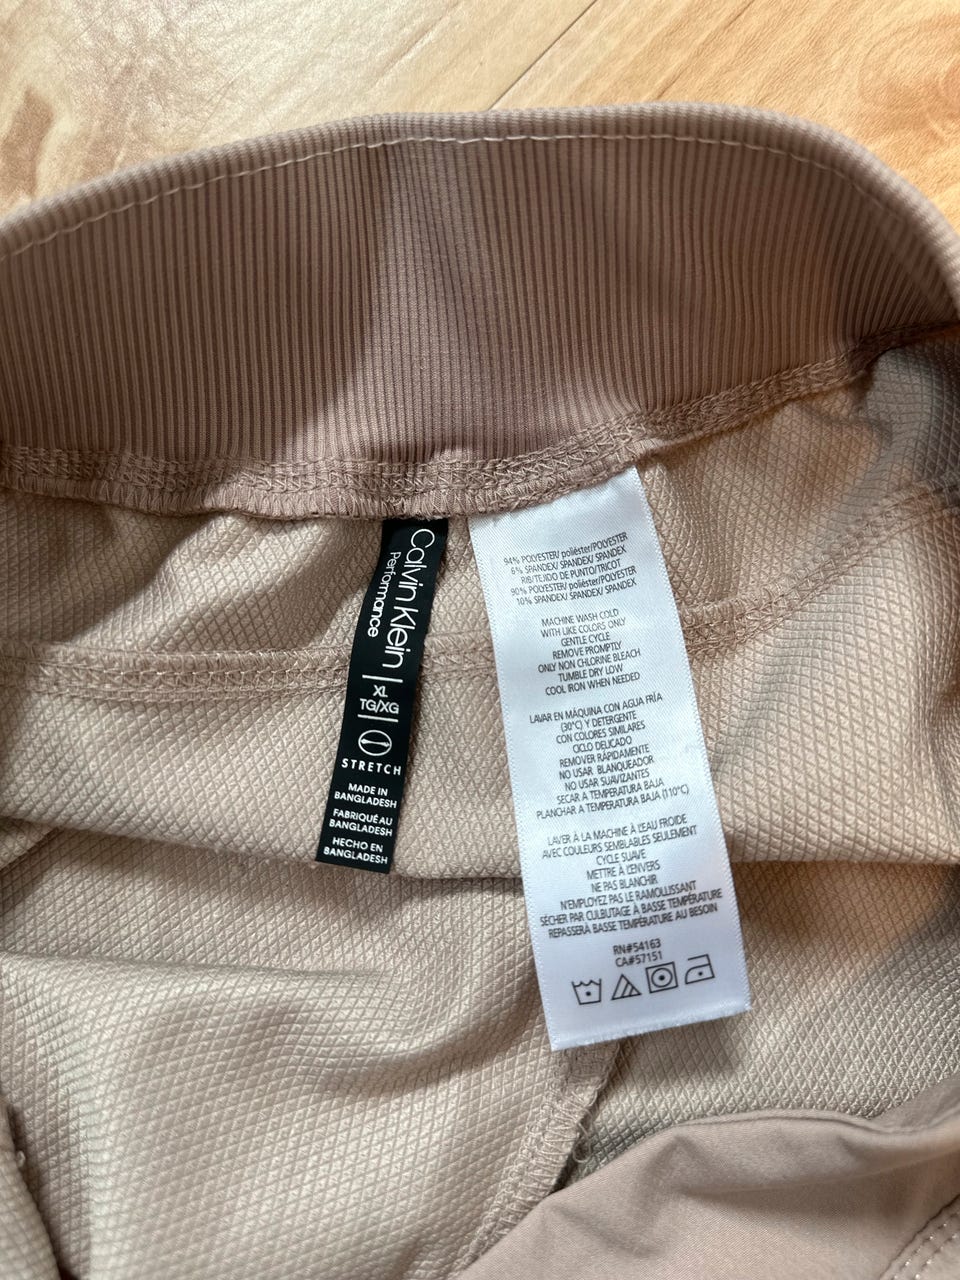 Calvin Klein
Performance
XL
TG/XG
STRETCH
MADE IN
BANGLADESH
FABRIQUÉ AU
BANGLADESH
HECHO EN
BANGLADESH
94% POLYESTER/ poliéster/POLYESTER
6% SPANDEX/ SPANDEX/ SPANDEX
RIB/TEJIDO DE PUNTO/TRICOT
90% POLYESTER/ poliéster/POLYESTER
10% SPANDEX/ SPANDEX/ SPANDEX
MACHINE WASH COLD
WITH LIKE COLORS ONLY
GENTLE CYCLE
REMOVE PROMPTLY
ONLY NON CHLORINE BLEACH
TUMBLE DRY LOW
COOL IRON WHEN NEEDED
LAVAR EN MÁQUINA CON AGUA FRÍA
(30°C) Y DETERGENTE
CON COLORES SIMILARES
CICLO DELICADO
REMOVER RÁPIDAMENTE
NO USAR BLANQUEADOR
NO USAR SUAVIZANTES
SECAR A TEMPERATURA BAJA
PLANCHAR A TEMPERATURA BAJA (110°C)
LAVER À LA MACHINE À L'EAU FROIDE
AVEC COULEURS SEMBLABLES SEULEMENT
CYCLE SUAVE
METTRE À L'ENVERS
NE PAS BLANCHIR
N'EMPLOYEZ PAS LE RAMOLLISSANT
SÉCHER PAR CULBUTAGE À BASSE TEMPÉRATURE
REPASSERÀ BASSE TEMPÉRATURE AU BESOIN
RN#54163
CA#57151